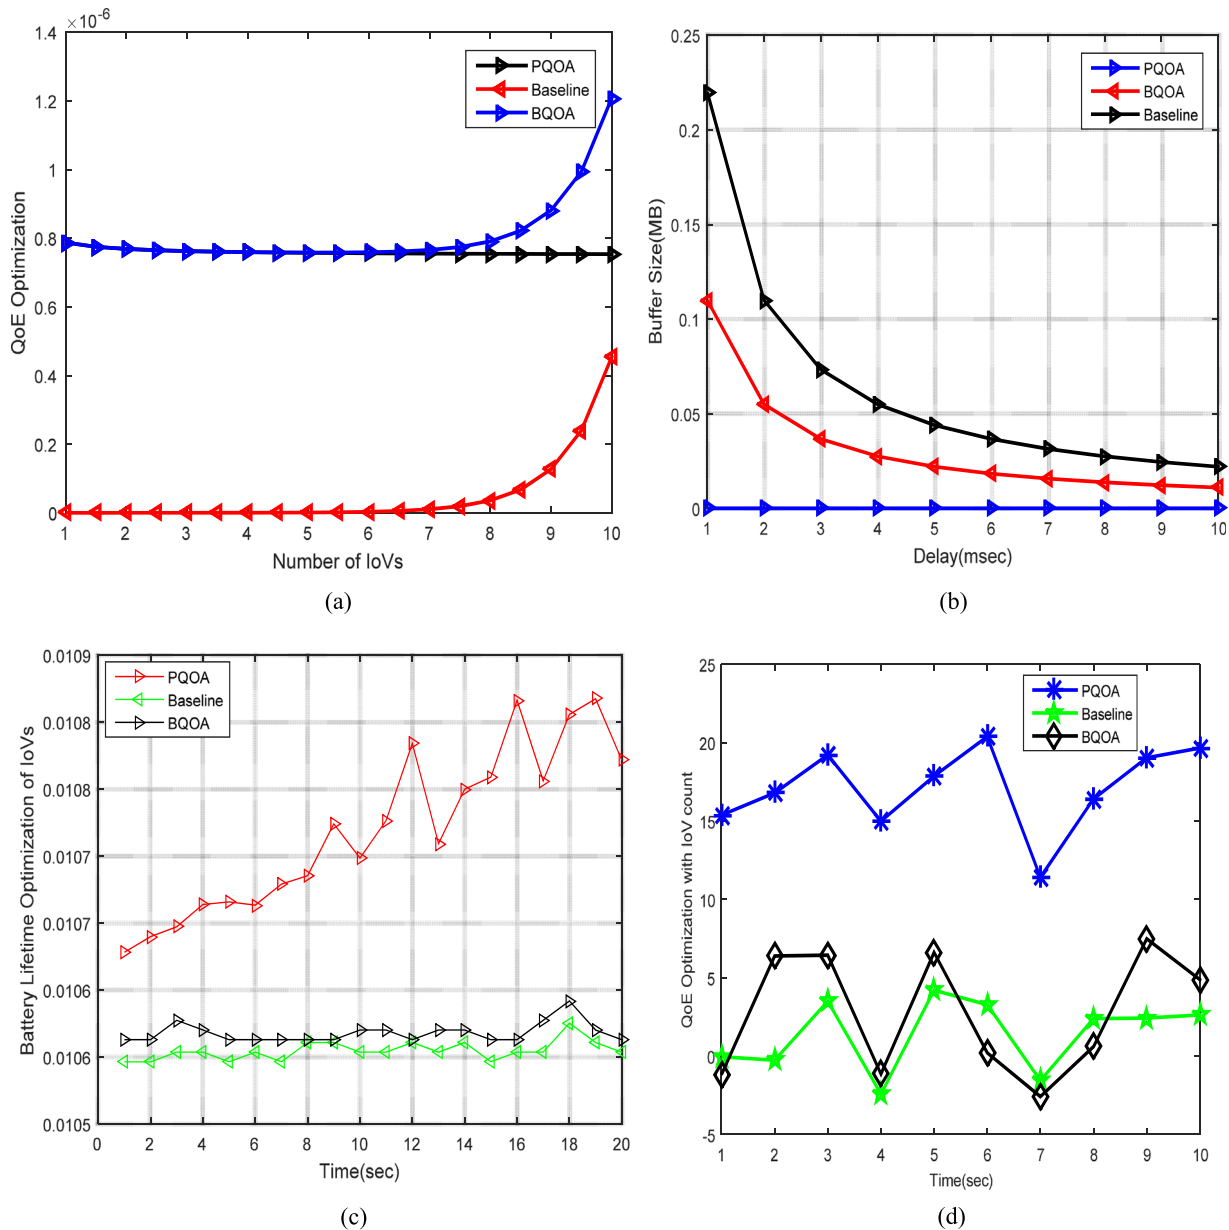 ×10^-6
1.4
1.2
1
0.8
0.6
0.4
0.2
0
QoE Optimization
PQOA
Baseline
BQOA
1 2 3 4 5 6 7 8 9 10
Number of IoVs
(a)
0.25
0.2
0.15
0.1
0.05
0
Buffer Size(MB)
PQOA
BQOA
Baseline
1 2 3 4 5 6 7 8 9 10
Delay(msec)
(b)
0.0109
0.0108
0.0108
0.0107
0.0107
0.0106
0.0106
0.0105
Battery Lifetime Optimization of IoVs
PQOA
Baseline
BQOA
0 2 4 6 8 10 12 14 16 18 20
Time(sec)
(c)
25
20
15
10
5
0
-5
QoE Optimization with IoV count
PQOA
Baseline
BQOA
1 2 3 4 5 6 7 8 9 10
Time(sec)
(d)